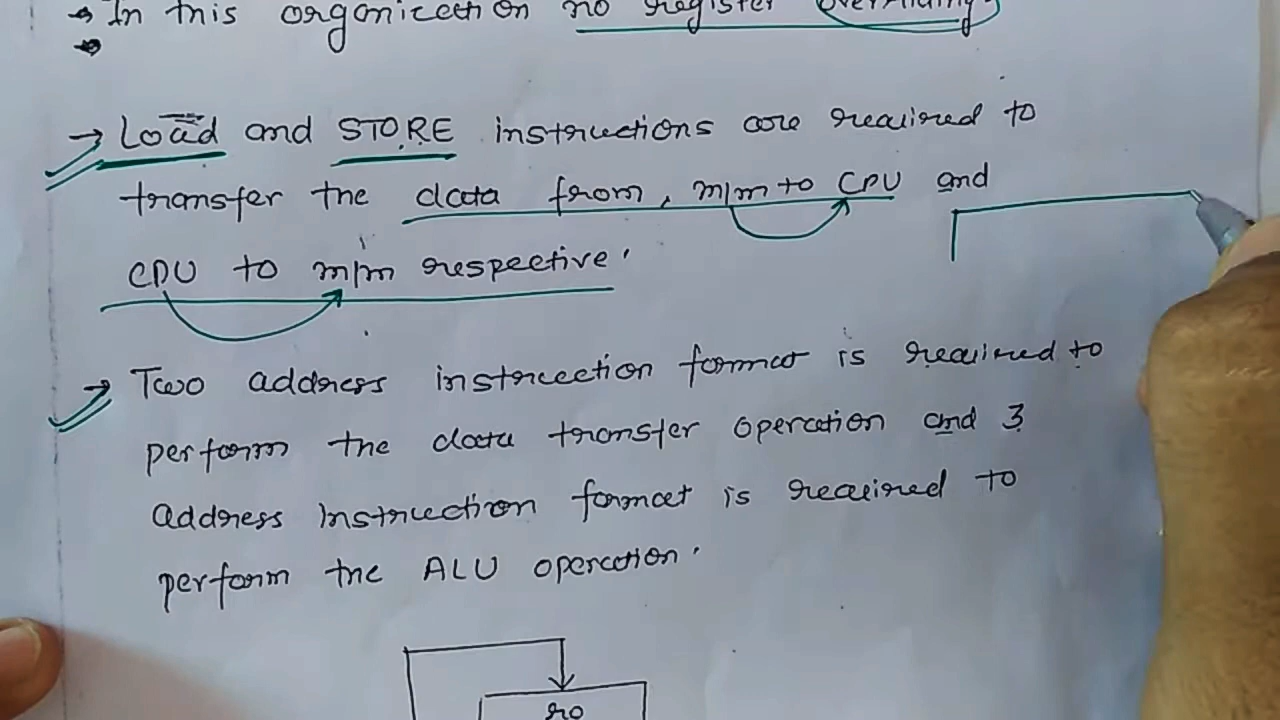 → In this organization no register overriding.
→ Load and STORE instructions are required to
transfer the data from, m/m to CPU and
CPU to m/m respective.
→ Two address instruction format is required to
perform the data transfer operation and 3
address instruction format is required to
perform the ALU operation.
r0